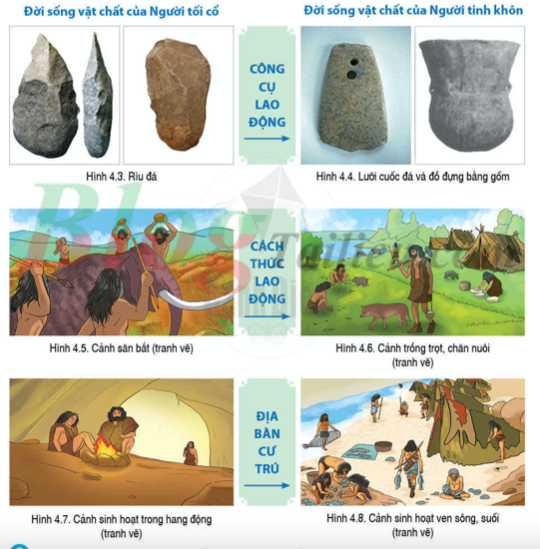 Đời sống vật chất của Người tối cổ
Đời sống vật chất của Người tinh khôn
CÔNG
CỤ
LAO
ĐỘNG
Hình 4.3. Rìu đá
Hình 4.4. Lưỡi cuốc đá và đồ đựng bằng gốm
CÁCH
THỨC
LAO
ĐỘNG
Hình 4.5. Cảnh săn bắt (tranh vẽ)
Hình 4.6. Cảnh trồng trọt, chăn nuôi
(tranh vẽ)
ĐỊA
BÀN
CƯ
TRÚ
Hình 4.7. Cảnh sinh hoạt trong hang động
(tranh vẽ)
Hình 4.8. Cảnh sinh hoạt ven sông, suối
(tranh vẽ)
Blog